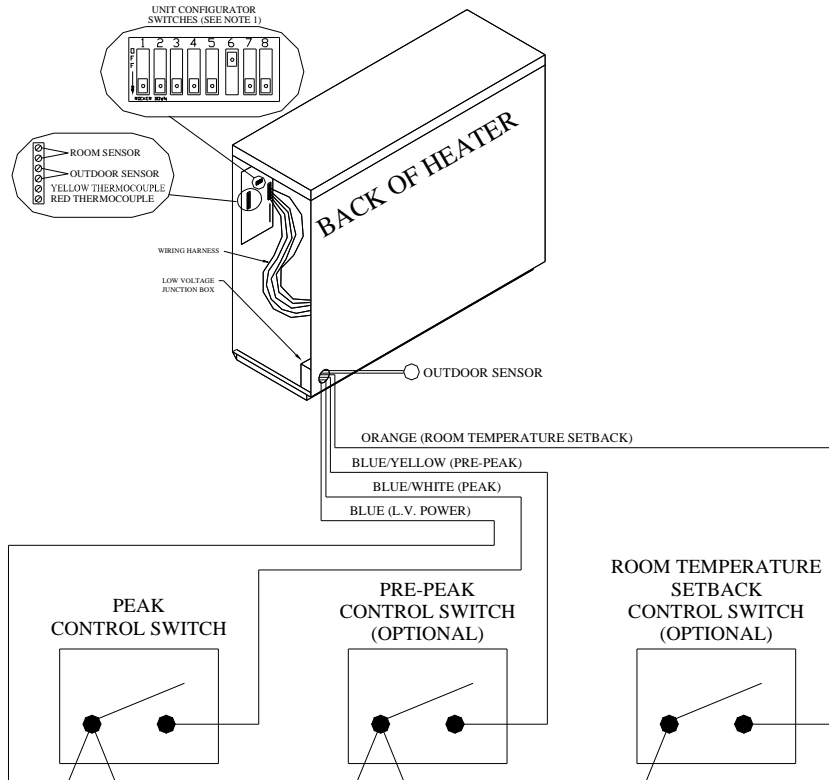 UNIT CONFIGURATOR
SWITCHES (SEE NOTE 1)
1 2 3 4 5 6 7 8
OFF
ROCKER DOWN
ROOM SENSOR
OUTDOOR SENSOR
YELLOW THERMOCOUPLE
RED THERMOCOUPLE
BACK OF HEATER
WIRING HARNESS
LOW VOLTAGE
JUNCTION BOX
OUTDOOR SENSOR
ORANGE (ROOM TEMPERATURE SETBACK)
BLUE/YELLOW (PRE-PEAK)
BLUE/WHITE (PEAK)
BLUE (L.V. POWER)
PEAK
CONTROL SWITCH
PRE-PEAK
CONTROL SWITCH
(OPTIONAL)
ROOM TEMPERATURE
SETBACK
CONTROL SWITCH
(OPTIONAL)